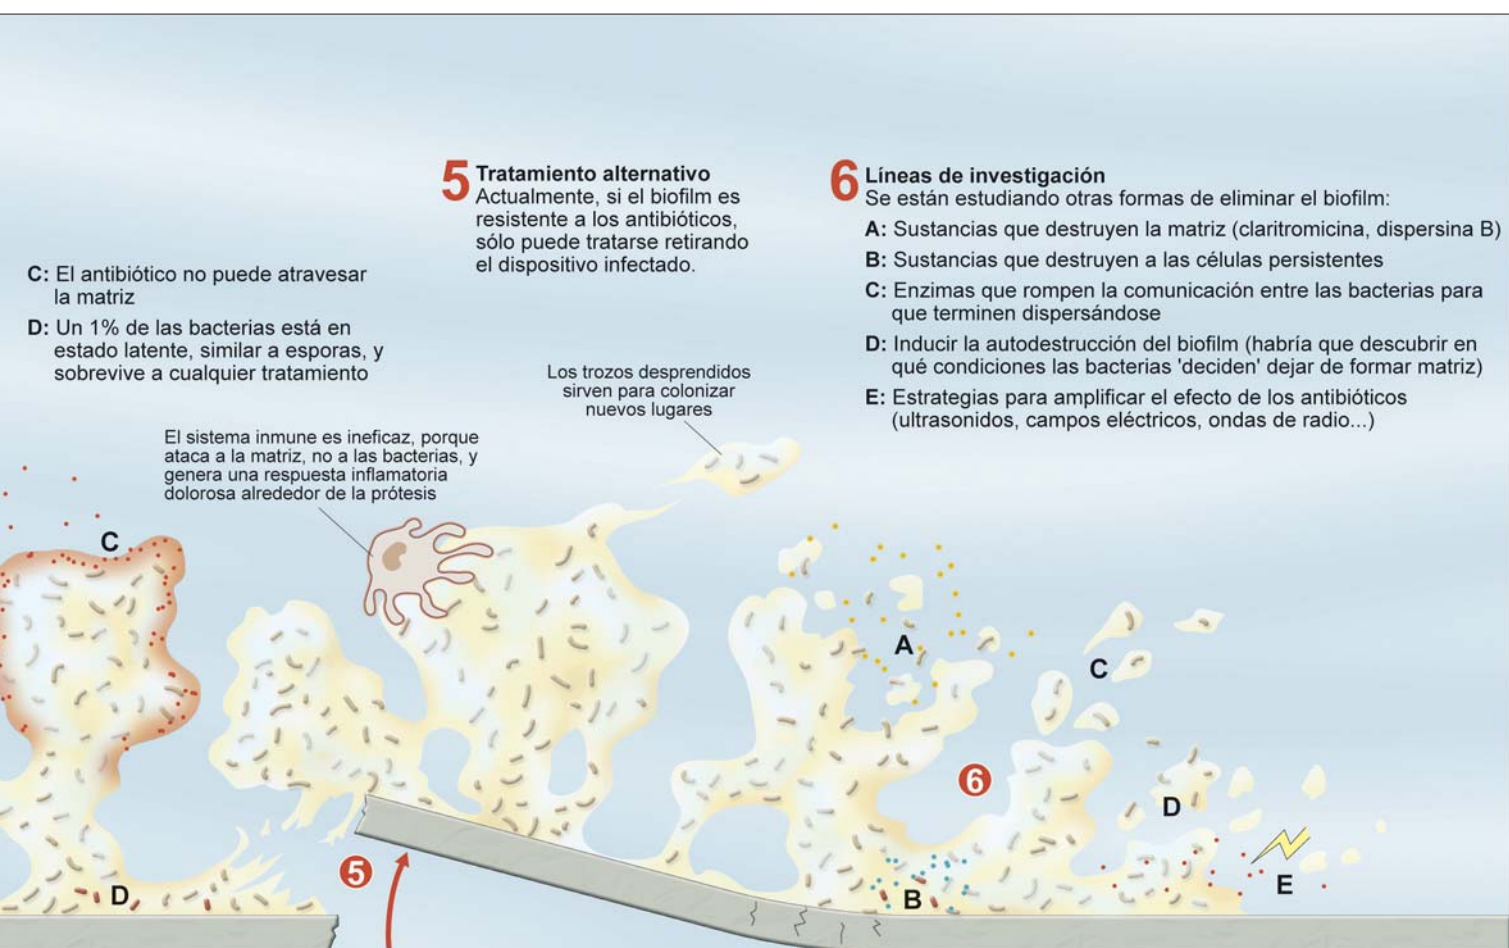 C: El antibiótico no puede atravesar
la matriz
D: Un 1% de las bacterias está en
estado latente, similar a esporas, y
sobrevive a cualquier tratamiento
5 Tratamiento alternativo
Actualmente, si el biofilm es
resistente a los antibióticos,
sólo puede tratarse retirando
el dispositivo infectado.
6 Líneas de investigación
Se están estudiando otras formas de eliminar el biofilm:
A: Sustancias que destruyen la matriz (claritromicina, dispersina B)
B: Sustancias que destruyen a las células persistentes
C: Enzimas que rompen la comunicación entre las bacterias para
que terminen dispersándose
D: Inducir la autodestrucción del biofilm (habría que descubrir en
qué condiciones las bacterias 'deciden' dejar de formar matriz)
E: Estrategias para amplificar el efecto de los antibióticos
(ultrasonidos, campos eléctricos, ondas de radio...)
Los trozos desprendidos
sirven para colonizar
nuevos lugares
El sistema inmune es ineficaz, porque
ataca a la matriz, no a las bacterias, y
genera una respuesta inflamatoria
dolorosa alrededor de la prótesis
C
A
C
6
D
5
D
B
E